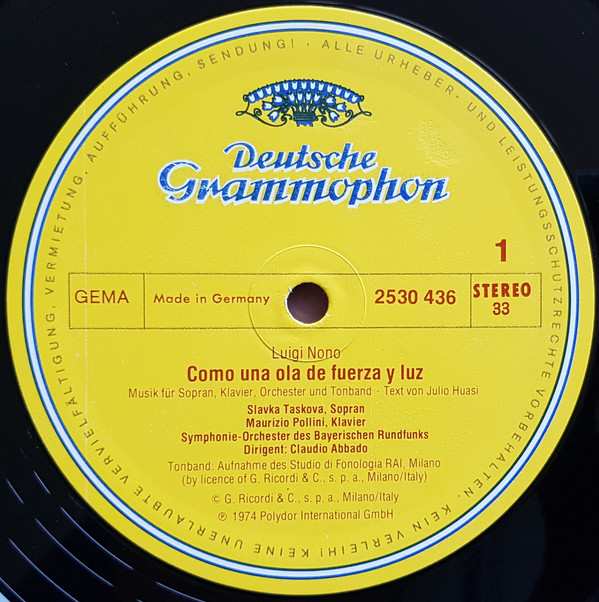 ALLE URHEBER- UND LEISTUNGSSCHUTZRECHTE VORBEHALTEN. KEIN VERLEIH! KEINE UNERLAUBTE VERVIELFÄLTIGUNG, VERMIETUNG, AUFFÜHRUNG, SENDUNG! ·
Deutsche
Grammophon
1
GEMA
Made in Germany
2530 436
STEREO
33
Luigi Nono
Como una ola de fuerza y luz
Musik für Sopran, Klavier, Orchester und Tonband · Text von Julio Huasi
Slavka Taskova, Sopran
Maurizio Pollini, Klavier
Symphonie-Orchester des Bayerischen Rundfunks
Dirigent: Claudio Abbado
Tonband: Aufnahme des Studio di Fonologia RAI, Milano
(by licence of G. Ricordi & C., s. p. a., Milano/Italy)
© G. Ricordi & C., s. p. a., Milano/Italy
℗ 1974 Polydor International GmbH